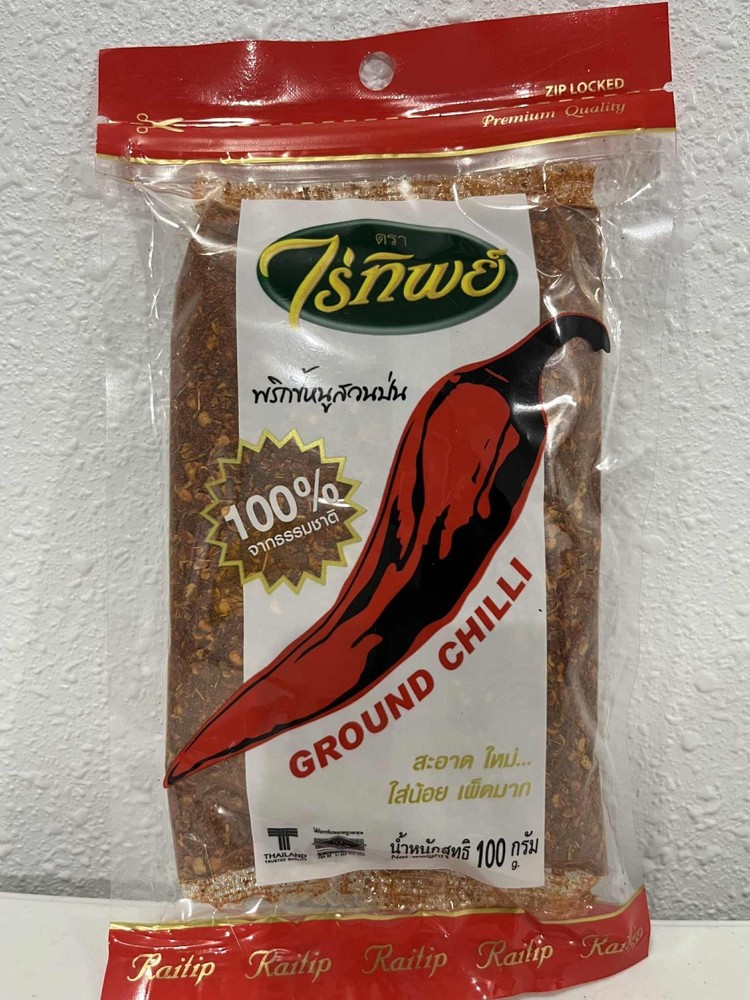 ZIP LOCKED
Premium Quality
ตรา
ไร่ทิพย์
พริกขี้หนูสวนป่น
100%
จากธรรมชาติ
GROUND CHILLI
สะอาด ใหม่...
ใส่น้อย เผ็ดมาก
THAILAND
TRUSTED QUALITY
น้ำหนักสุทธิ 100 กรัม
g.
Raitip Raitip Raitip Raitip Raitip